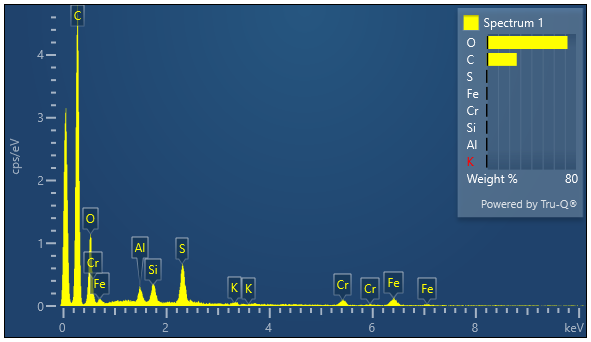 C
Spectrum 1
O
C
S
Fe
Cr
Si
Al
K
Weight % 80
Powered by Tru-Q®
cps/eV
4
3
2
1
0
O
Cr
Fe
Al
Si
S
K
K
Cr
Cr
Fe
Fe
0 2 4 6 8 keV